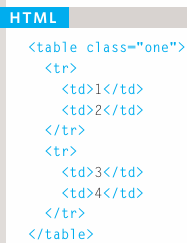 HTML
<table class="one">
<tr>
<td>1</td>
<td>2</td>
</tr>
<tr>
<td>3</td>
<td>4</td>
</tr>
</table>